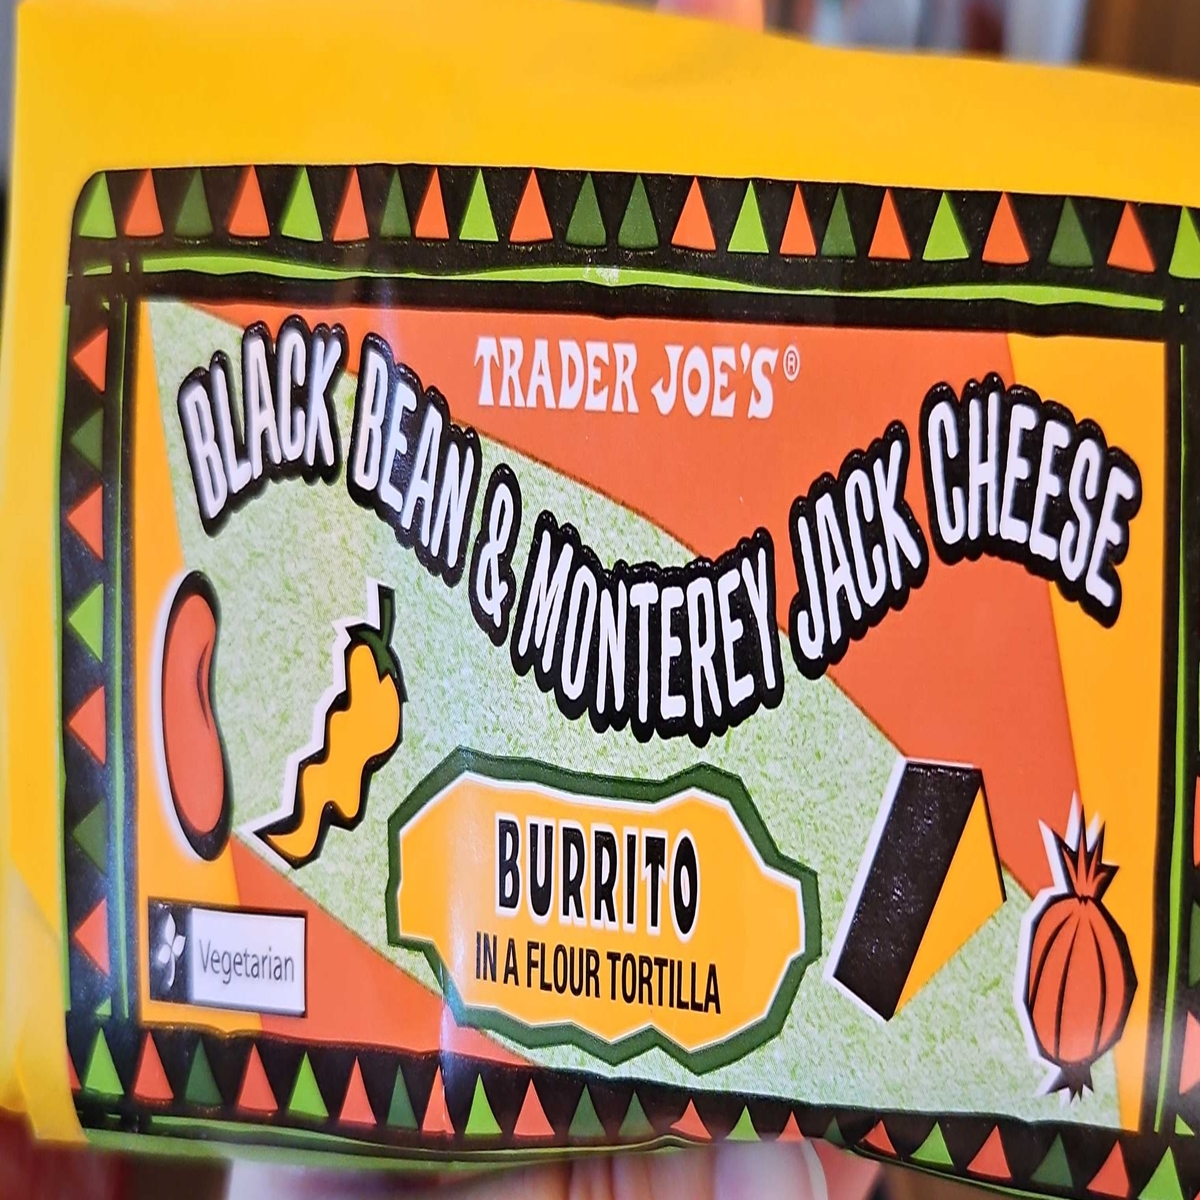 TRADER JOE'S®
BLACK BEAN & MONTEREY JACK CHEESE
BURRITO
IN A FLOUR TORTILLA
Vegetarian